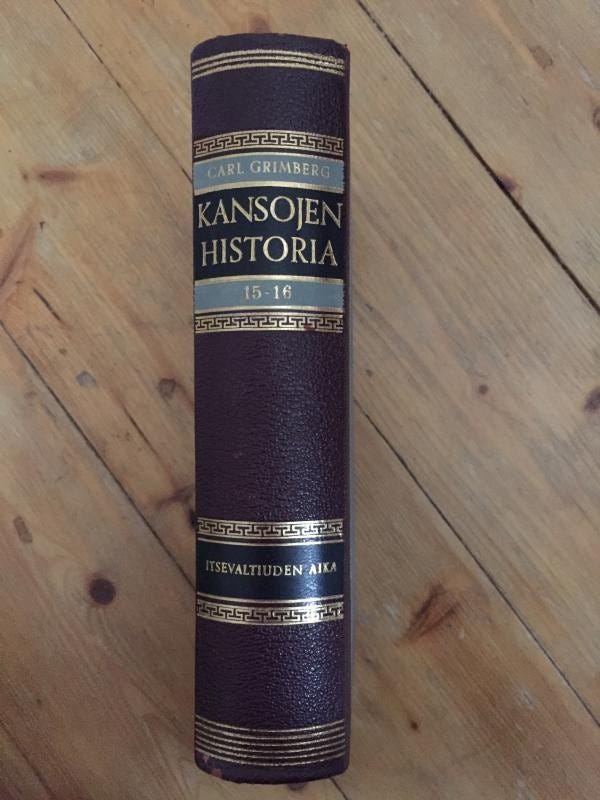 CARL GRIMBERG
KANSOJEN
HISTORIA
15-16
ITSEVALTIUDEN AIKA